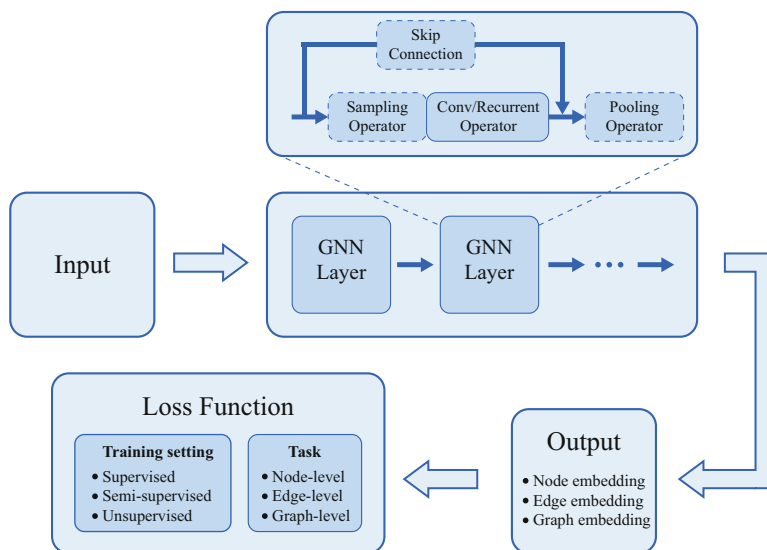 Skip
Connection
Sampling
Operator
Conv/Recurrent
Operator
Pooling
Operator
Input
GNN
Layer
GNN
Layer
Loss Function
Training setting
• Supervised
• Semi-supervised
• Unsupervised
Task
• Node-level
• Edge-level
• Graph-level
Output
• Node embedding
• Edge embedding
• Graph embedding